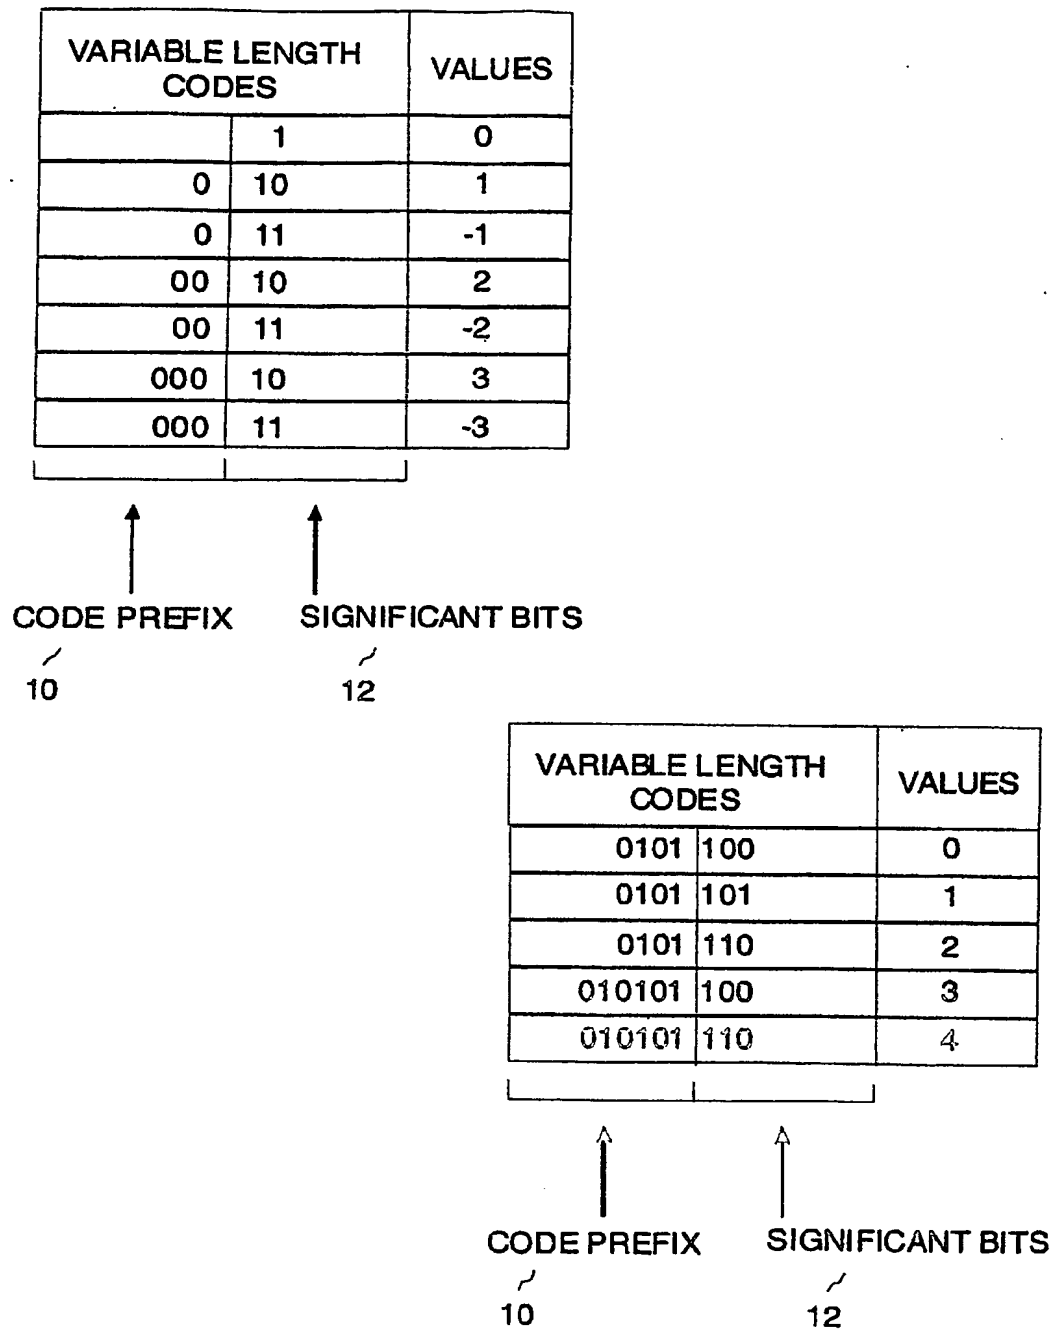 VARIABLE LENGTH
CODES
VALUES
1 0
0 10 1
0 11 -1
00 10 2
00 11 -2
000 10 3
000 11 -3
CODE PREFIX SIGNIFICANT BITS
10 12
VARIABLE LENGTH
CODES
VALUES
0101 100 0
0101 101 1
0101 110 2
010101 100 3
010101 110 4
CODE PREFIX SIGNIFICANT BITS
10 12